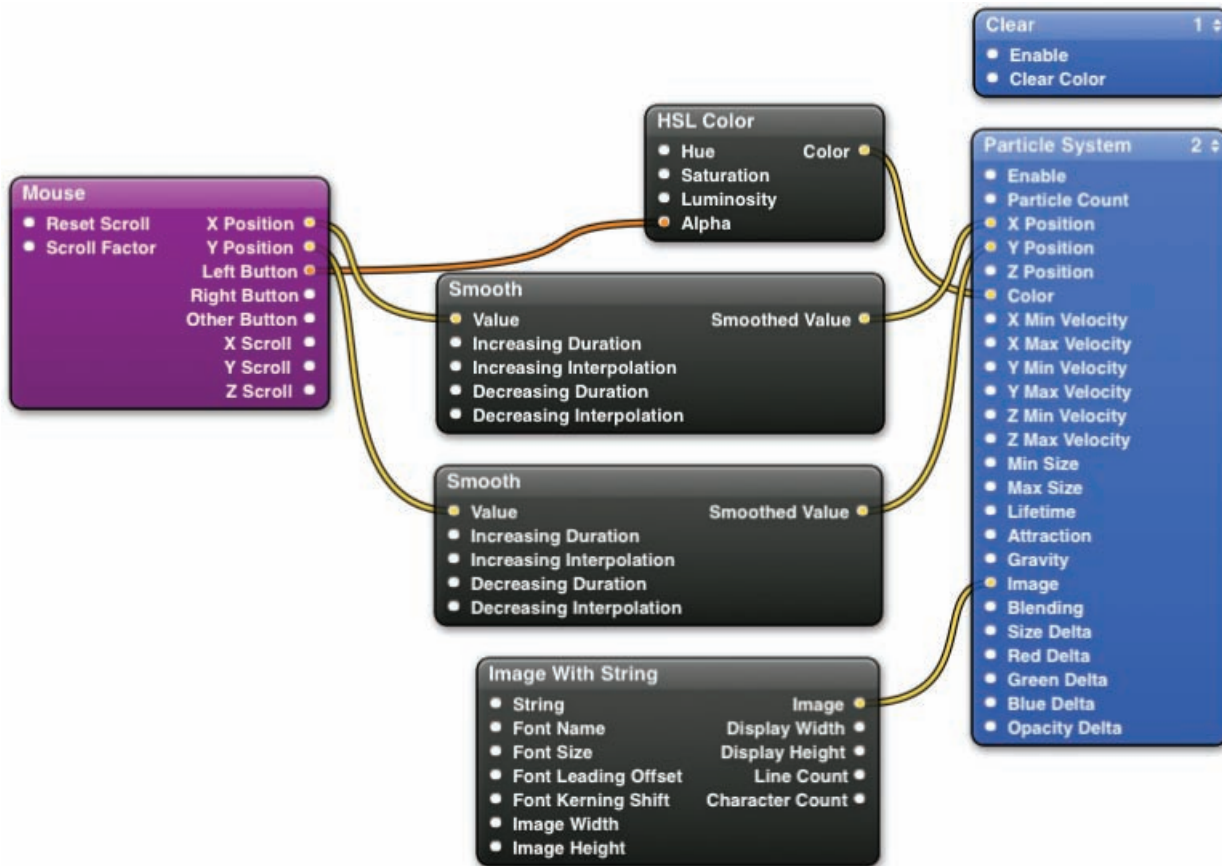 Clear 1
Enable
Clear Color
HSL Color
Hue Color
Saturation
Luminosity
Alpha
Particle System 2
Enable
Particle Count
X Position
Y Position
Z Position
Color
X Min Velocity
X Max Velocity
Y Min Velocity
Y Max Velocity
Z Min Velocity
Z Max Velocity
Min Size
Max Size
Lifetime
Attraction
Gravity
Image
Blending
Size Delta
Red Delta
Green Delta
Blue Delta
Opacity Delta
Mouse
Reset Scroll X Position
Scroll Factor Y Position
Left Button
Right Button
Other Button
X Scroll
Y Scroll
Z Scroll
Smooth
Value Smoothed Value
Increasing Duration
Increasing Interpolation
Decreasing Duration
Decreasing Interpolation
Smooth
Value Smoothed Value
Increasing Duration
Increasing Interpolation
Decreasing Duration
Decreasing Interpolation
Image With String
String Image
Font Name Display Width
Font Size Display Height
Font Leading Offset Line Count
Font Kerning Shift Character Count
Image Width
Image Height